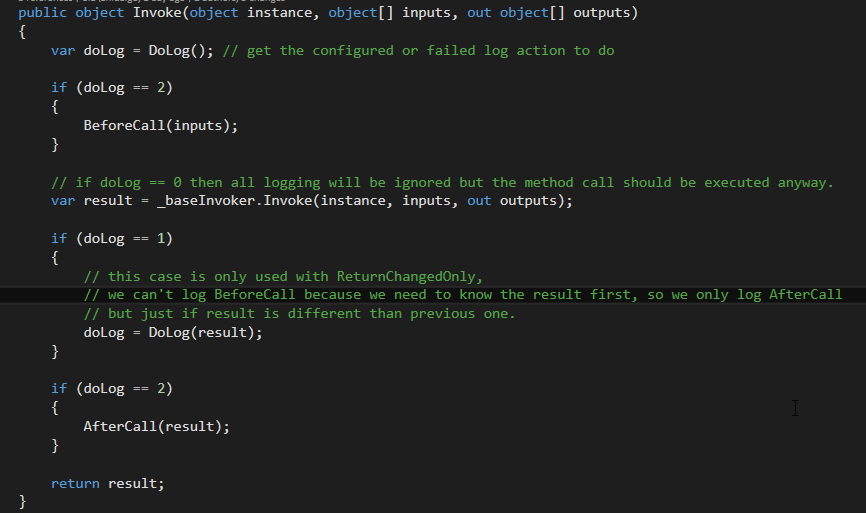 public object Invoke(object instance, object[] inputs, out object[] outputs)
{
var doLog = DoLog(); // get the configured or failed log action to do
if (doLog == 2)
{
BeforeCall(inputs);
}
// if doLog == 0 then all logging will be ignored but the method call should be executed anyway.
var result = _baseInvoker.Invoke(instance, inputs, out outputs);
if (doLog == 1)
{
// this case is only used with ReturnChangedOnly,
// we can't log BeforeCall because we need to know the result first, so we only log AfterCall
// but just if result is different than previous one.
doLog = DoLog(result);
}
if (doLog == 2)
{
AfterCall(result);
}
return result;
}